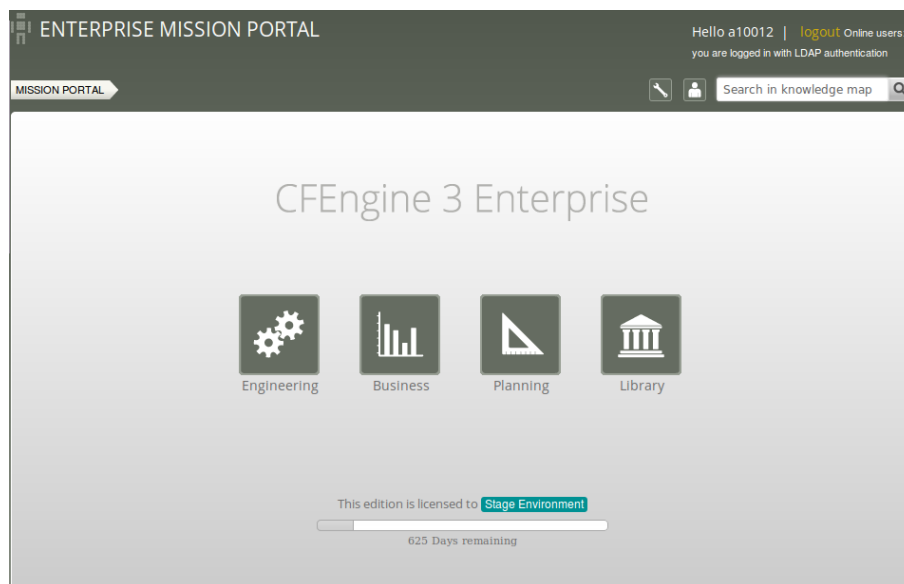 ENTERPRISE MISSION PORTAL
Hello a10012 | logout Online users:
you are logged in with LDAP authentication
MISSION PORTAL
Search in knowledge map
CFEngine 3 Enterprise
Engineering Business Planning Library
This edition is licensed to Stage Environment
625 Days remaining